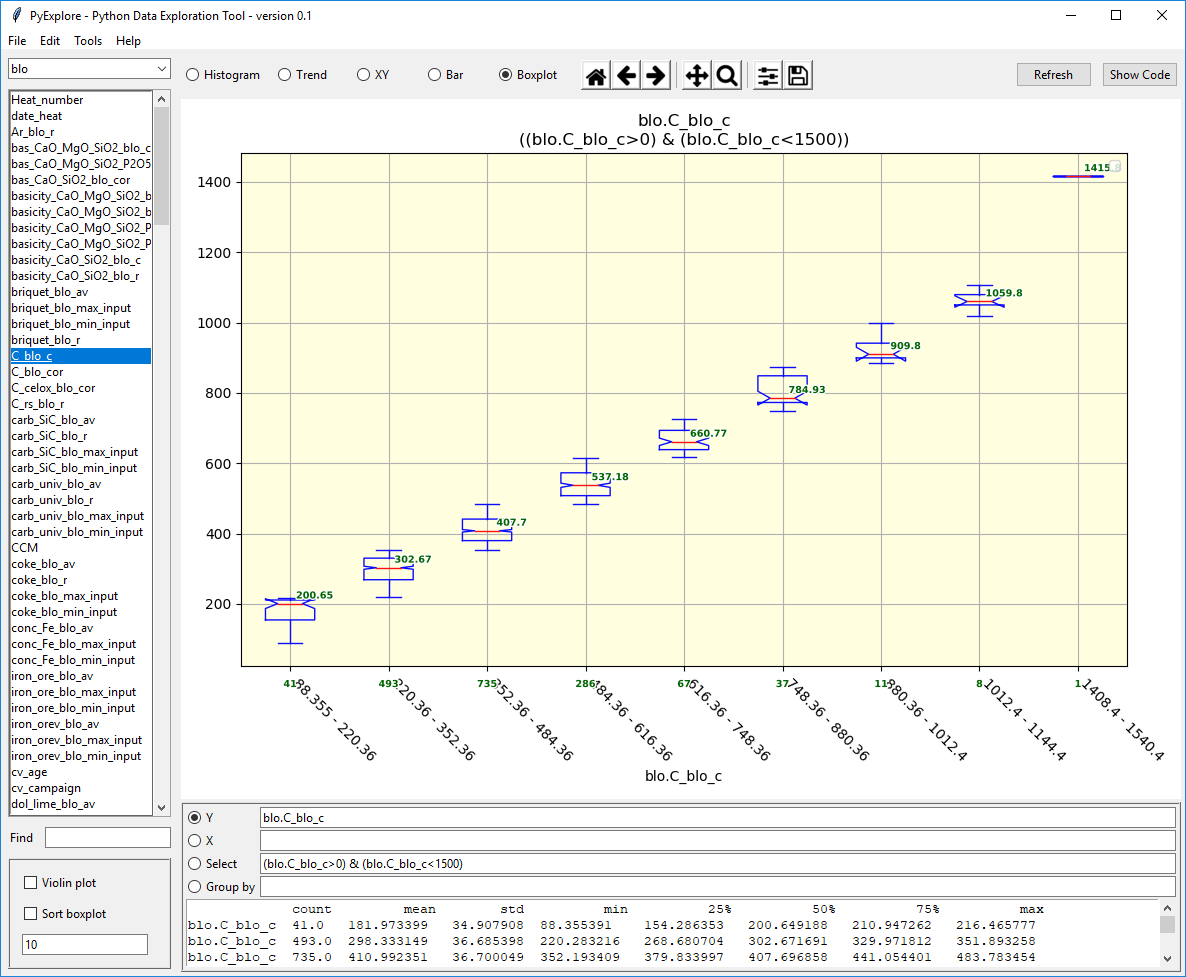 PyExplore - Python Data Exploration Tool - version 0.1
File Edit Tools Help
blo
Histogram Trend XY Bar Boxplot
Refresh Show Code
Heat_number
date_heat
Ar_blo_r
bas_CaO_MgO_SiO2_blo_c
bas_CaO_MgO_SiO2_P2O5
bas_CaO_SiO2_blo_cor
basicity_CaO_MgO_SiO2_b
basicity_CaO_MgO_SiO2_b
basicity_CaO_MgO_SiO2_P
basicity_CaO_MgO_SiO2_P
basicity_CaO_SiO2_blo_c
basicity_CaO_SiO2_blo_r
briquet_blo_av
briquet_blo_max_input
briquet_blo_min_input
briquet_blo_r
C_blo_c
C_blo_cor
C_celox_blo_cor
C_rs_blo_r
carb_SiC_blo_av
carb_SiC_blo_r
carb_SiC_blo_max_input
carb_SiC_blo_min_input
carb_univ_blo_av
carb_univ_blo_r
carb_univ_blo_max_input
carb_univ_blo_min_input
CCM
coke_blo_av
coke_blo_r
coke_blo_max_input
coke_blo_min_input
conc_Fe_blo_av
conc_Fe_blo_max_input
conc_Fe_blo_min_input
iron_ore_blo_av
iron_ore_blo_max_input
iron_ore_blo_min_input
iron_orev_blo_av
iron_orev_blo_max_input
iron_orev_blo_min_input
cv_age
cv_campaign
dol_lime_blo_av
Find
Violin plot
Sort boxplot
10
blo.C_blo_c
((blo.C_blo_c>0) & (blo.C_blo_c<1500))
1400
1200
1000
800
600
400
200
1415.8
1059.8
909.8
784.93
660.77
537.18
407.7
302.67
200.65
41 493 735 286 67 37 11 8 1
88.355 - 220.36
220.36 - 352.36
352.36 - 484.36
484.36 - 616.36
616.36 - 748.36
748.36 - 880.36
880.36 - 1012.4
1012.4 - 1144.4
1408.4 - 1540.4
blo.C_blo_c
Y blo.C_blo_c
X
Select (blo.C_blo_c>0) & (blo.C_blo_c<1500)
Group by
count mean std min 25% 50% 75% max
blo.C_blo_c 41.0 181.973399 34.907908 88.355391 154.286353 200.649188 210.947262 216.465777
blo.C_blo_c 493.0 298.333149 36.685398 220.283216 268.680704 302.671691 329.971812 351.893258
blo.C_blo_c 735.0 410.992351 36.700049 352.193409 379.833997 407.696858 441.054401 483.783454